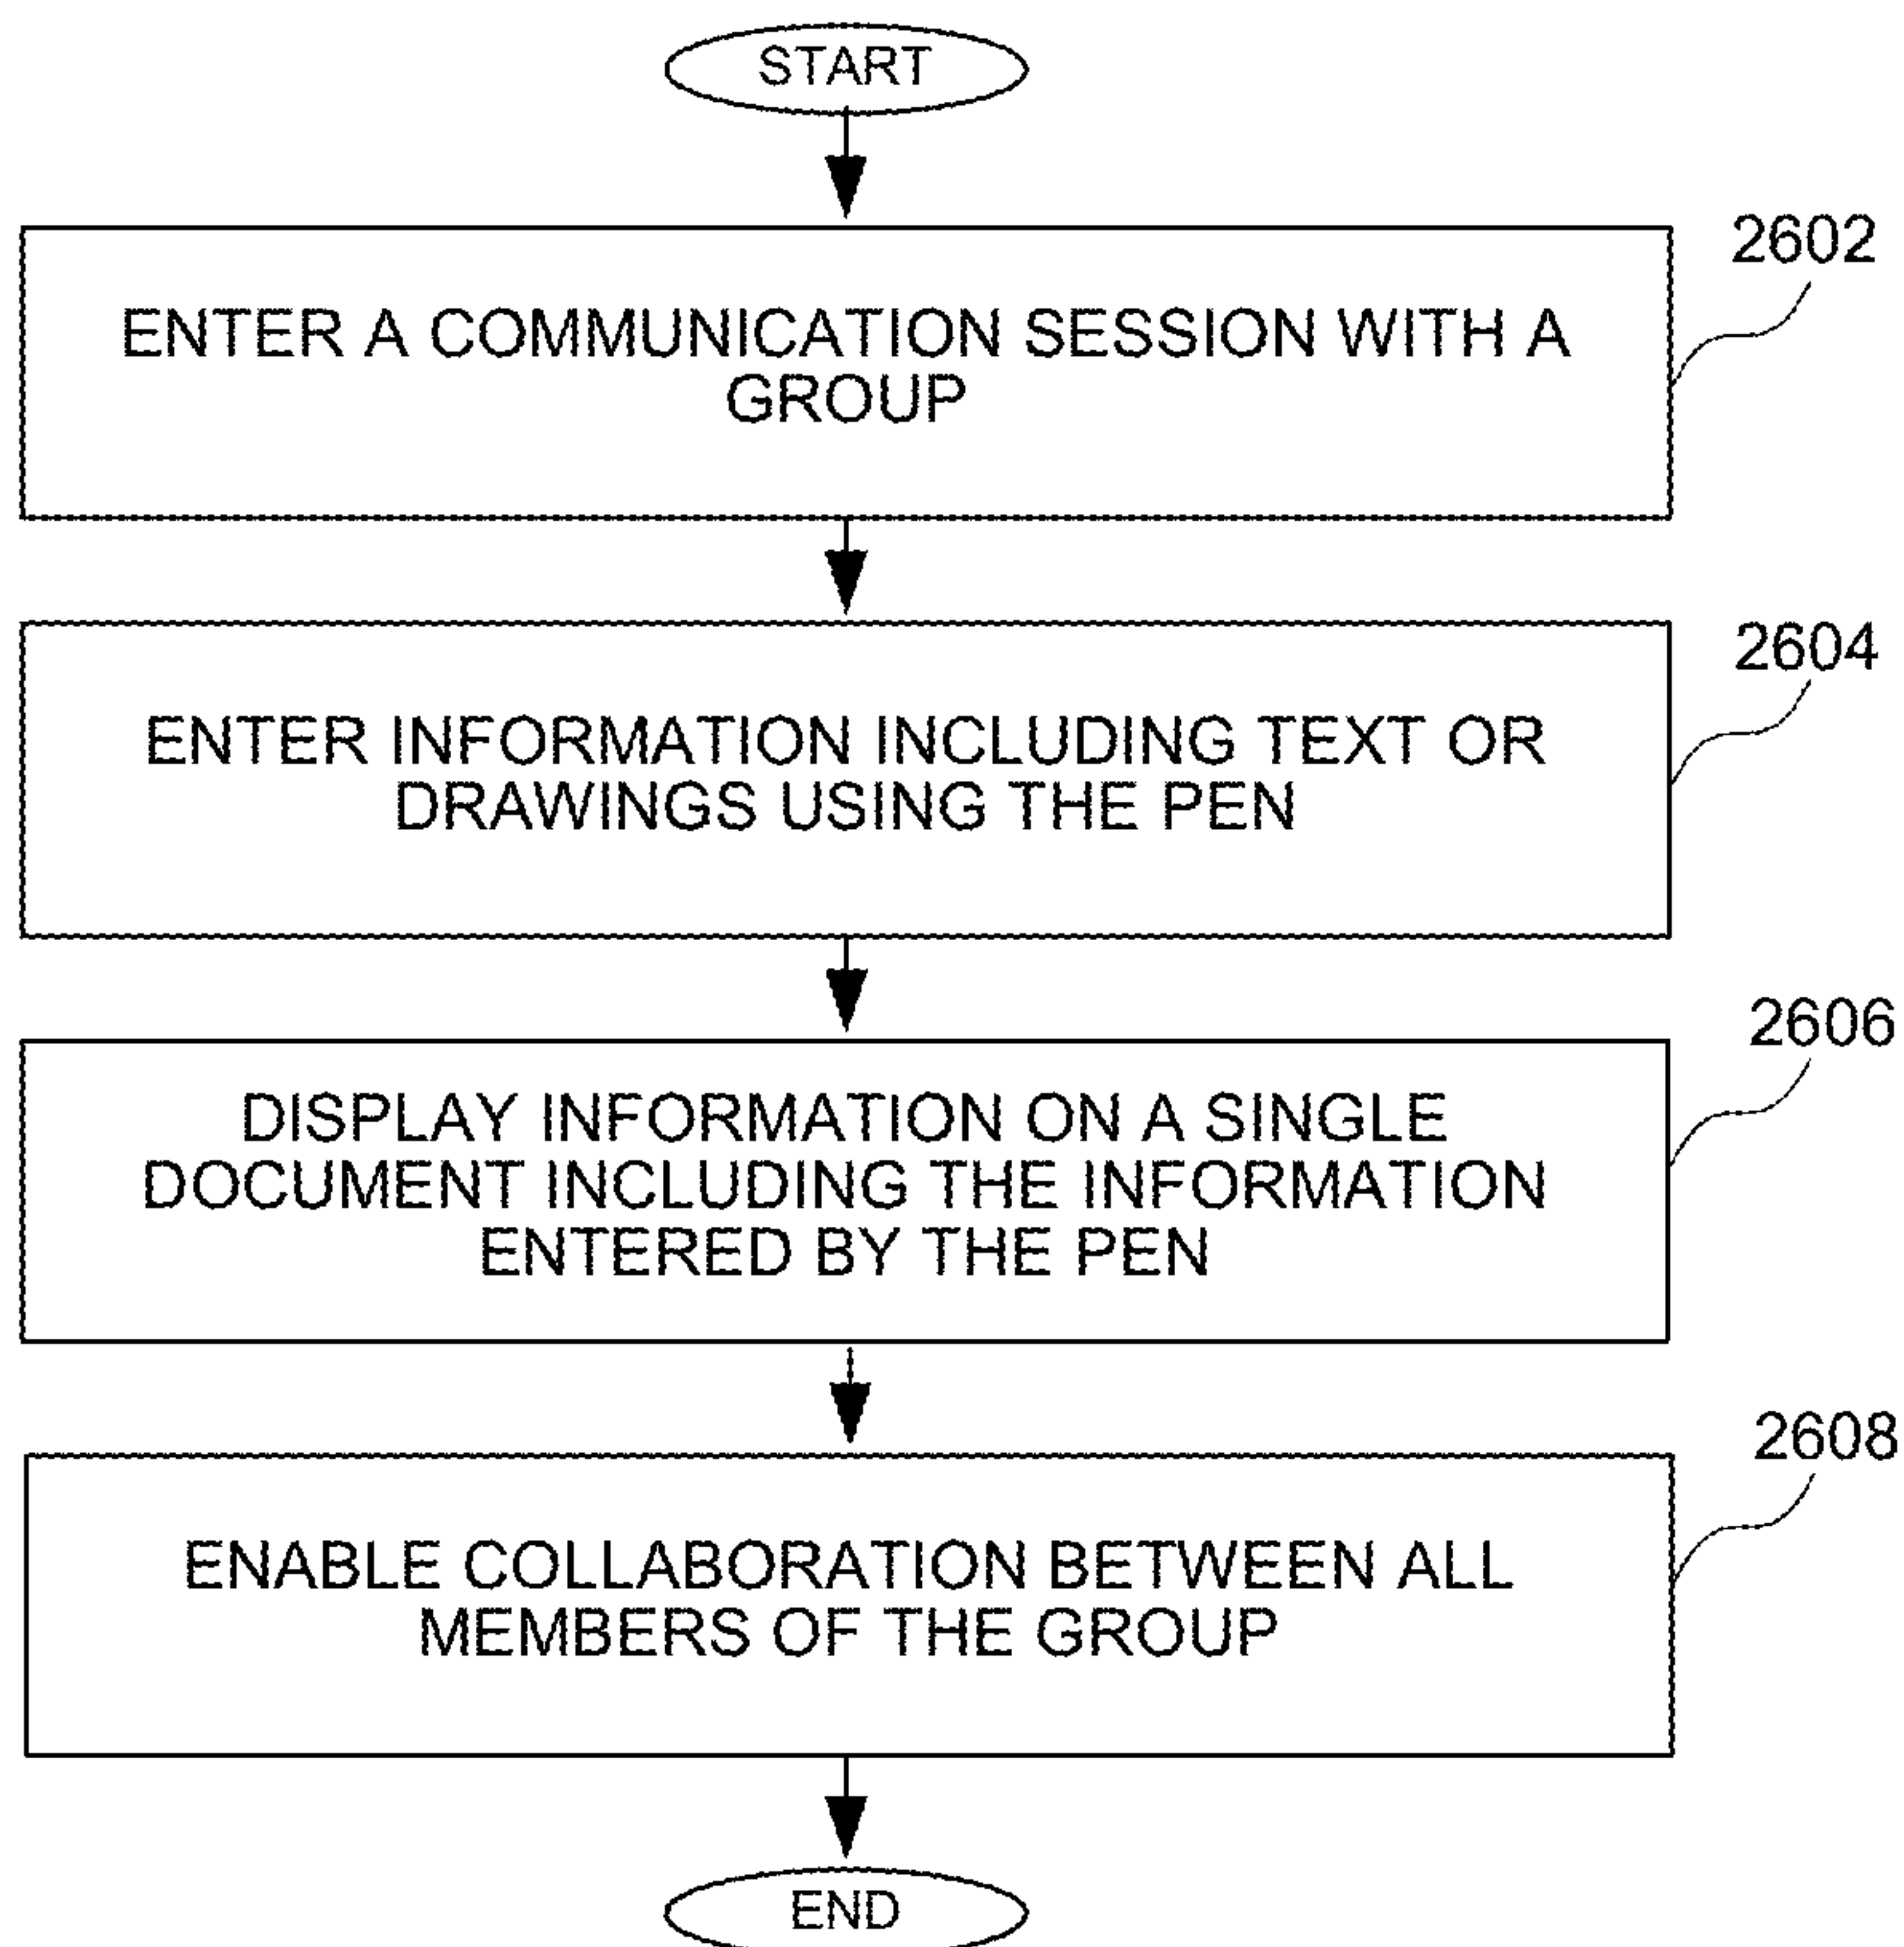 START
2602
ENTER A COMMUNICATION SESSION WITH A
GROUP
2604
ENTER INFORMATION INCLUDING TEXT OR
DRAWINGS USING THE PEN
2606
DISPLAY INFORMATION ON A SINGLE
DOCUMENT INCLUDING THE INFORMATION
ENTERED BY THE PEN
2608
ENABLE COLLABORATION BETWEEN ALL
MEMBERS OF THE GROUP
END